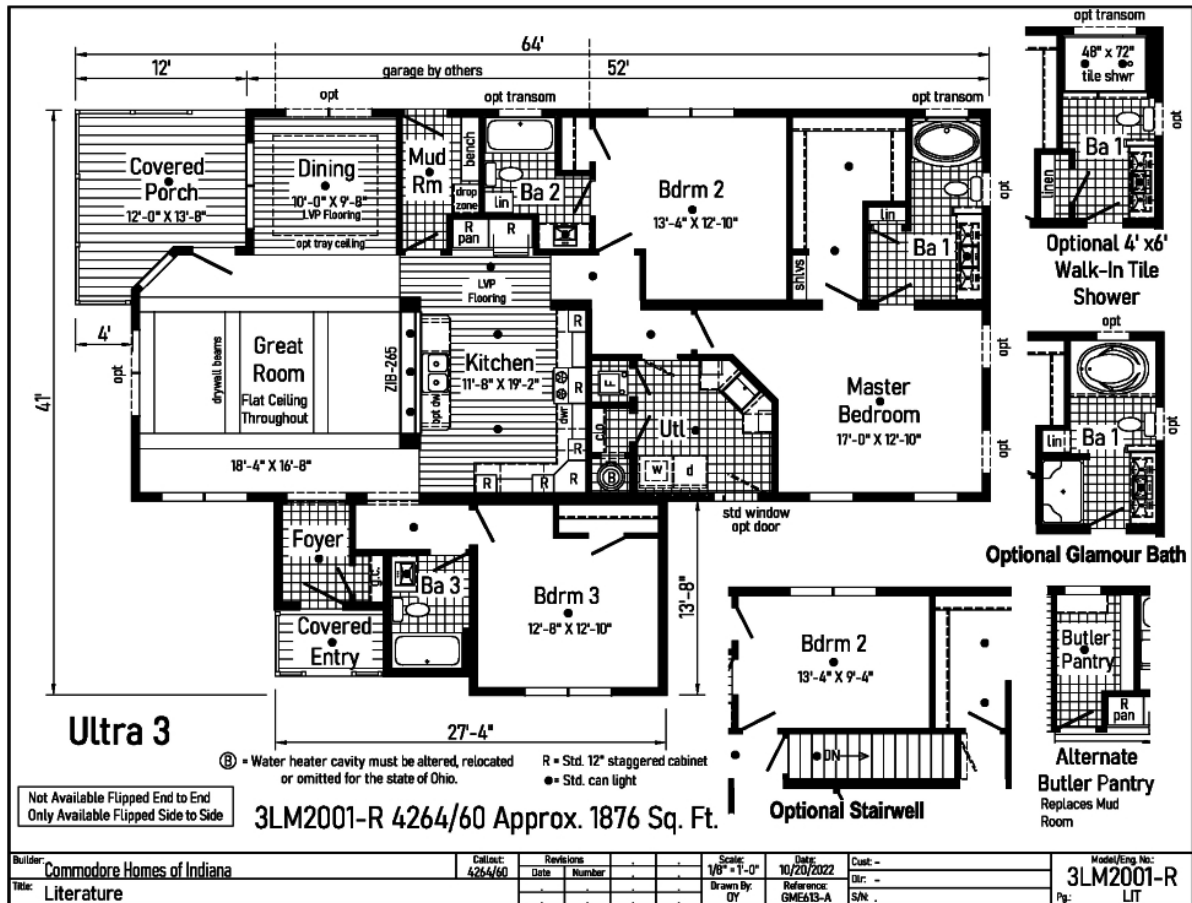 64'
12'
garage by others
52'
opt
opt transom
opt transom
Covered
Porch
12'-0" X 13'-8"
Dining
10'-0" X 9'-8"
LVP Flooring
opt tray ceiling
Mud
Rm
bench
drop
zone
lin
Ba 2
R
pan
R
Bdrm 2
13'-4" X 12'-10"
shlvs
lin
Ba 1
opt
4'
41'
opt
drywall beams
Great
Room
Flat Ceiling
Throughout
18'-4" X 16'-8"
ZIB-265
LVP
Flooring
Kitchen
11'-8" X 19'-2"
opt dw
dwr
R
R
R
R
R
R
F
Utl
W
d
B
Master
Bedroom
17'-0" X 12'-10"
opt
opt
std window
opt door
Foyer
Ba 3
Covered
Entry
Bdrm 3
12'-8" X 12'-10"
13'-8"
27'-4"
opt transom
48" x 72"
tile shwr
opt
linen
Ba 1
Optional 4' x6'
Walk-In Tile
Shower
opt
opt
lin
Ba 1
Optional Glamour Bath
Bdrm 2
13'-4" X 9'-4"
DN
Optional Stairwell
Butler
Pantry
R
pan
Alternate
Butler Pantry
Replaces Mud
Room
Ultra 3
Ⓑ = Water heater cavity must be altered, relocated
or omitted for the state of Ohio.
R = Std. 12" staggered cabinet
● = Std. can light
Not Available Flipped End to End
Only Available Flipped Side to Side
3LM2001-R 4264/60 Approx. 1876 Sq. Ft.
Builder: Commodore Homes of Indiana
Title: Literature
Callout:
4264/60
Revisions
Date Number
Scale:
1/8" = 1'-0"
Drawn By:
OY
Date:
10/20/2022
Reference:
GME613-A
Cust: -
Dlr: -
S/N: .
Model/Eng. No.:
3LM2001-R
Pg.: LIT